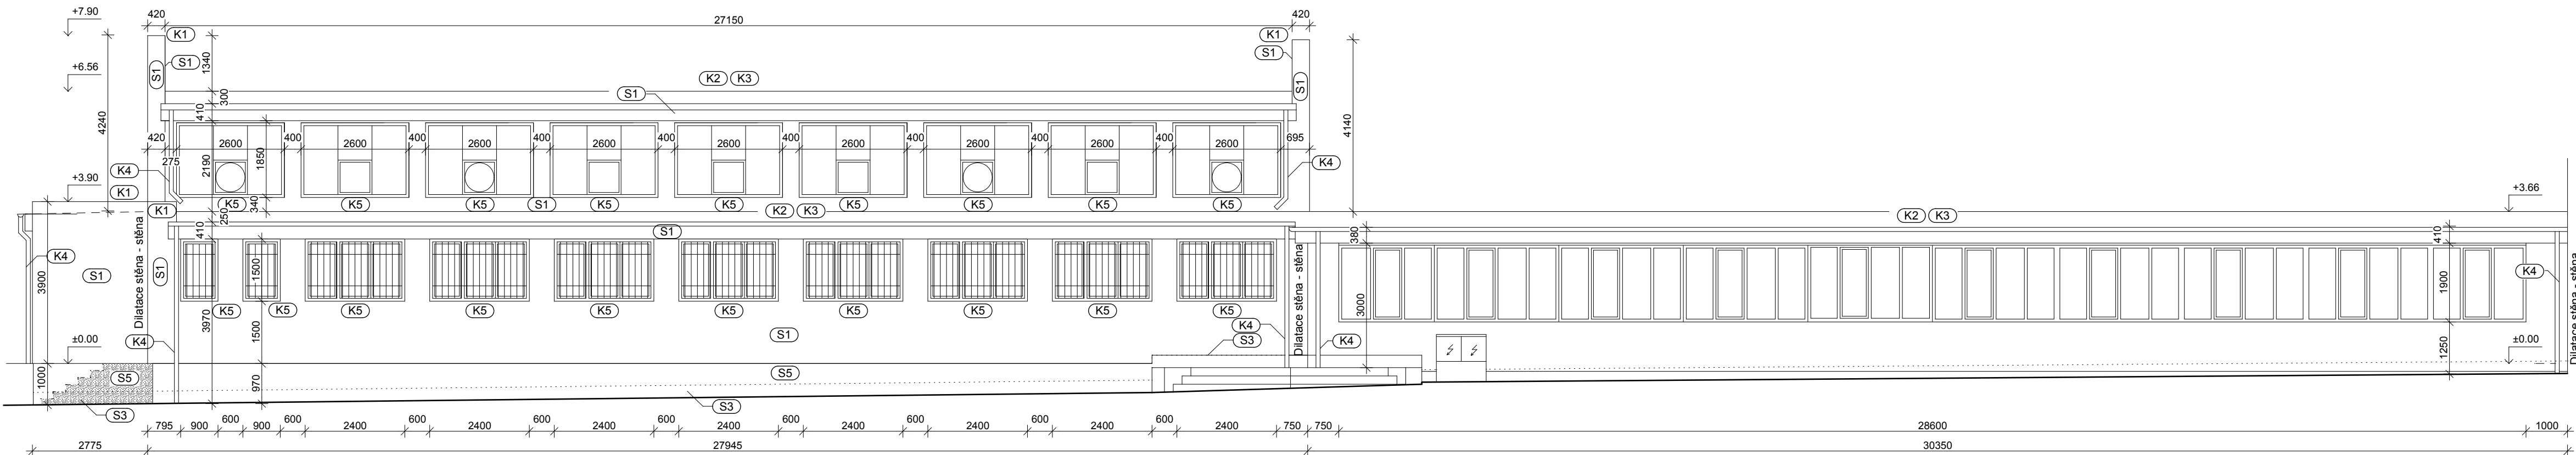 +7.90
420
27150
420
K1
K1
S1
S1
S1
S1
1340
+6.56
K2 K3
S1
300
410
4240
4140
420
275
2600
400
2600
400
2600
400
2600
400
2600
400
2600
400
2600
400
2600
400
2600
695
2190
1850
K4
K4
+3.90
K1
+3.66
K5
K5
K5
S1
K5
K5
K5
K5
K5
K5
340
K1
250
K2 K3
K2 K3
410
S1
380
410
Dilatace stěna - stěna
Dilatace stěna - stěna
Dilatace stěna - stěna
K4
S1
3900
S1
1500
3000
1900
K4
K5
K5
K5
K5
K5
K5
K5
K5
K5
K5
3970
1500
S1
K4
S3
K4
K4
±0.00
±0.00
1250
1000
S5
S5
970
S3
S3
795
900
600
900
600
2400
600
2400
600
2400
600
2400
600
2400
600
2400
600
2400
600
2400
750
750
28600
1000
2775
27945
30350